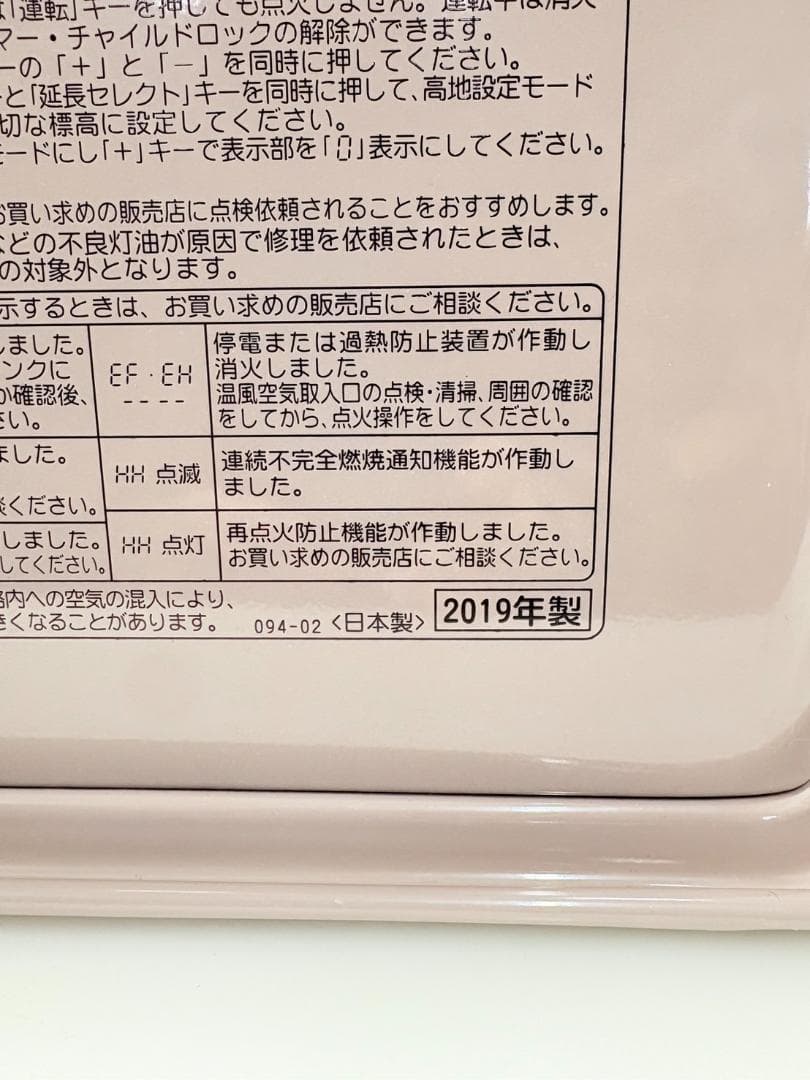 「運転」キーを押しても点火しません。運転中は消火
マー・チャイルドロックの解除ができます。
ーの「＋」と「－」を同時に押してください。
と「延長セレクト」キーを同時に押して、高地設定モード
切な標高に設定してください。
モードにし「＋」キーで表示部を「0」表示にしてください。
お買い求めの販売店に点検依頼されることをおすすめします。
などの不良灯油が原因で修理を依頼されたときは、
の対象外となります。
示するときは、お買い求めの販売店にご相談ください。
しました。
ンクに
か確認後、
さい。
EF・EH
----
停電または過熱防止装置が作動し
消火しました。
温風空気取入口の点検・清掃、周囲の確認
をしてから、点火操作をしてください。
ました。
談ください。
HH 点滅
連続不完全燃焼通知機能が作動し
ました。
しました。
してください。
HH 点灯
再点火防止機能が作動しました。
お買い求めの販売店にご相談ください。
内への空気の混入により、
きくなることがあります。
094-02 <日本製> 2019年製